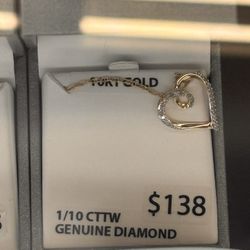 10KT GOLD
$138
1/10 CTTW
GENUINE DIAMOND